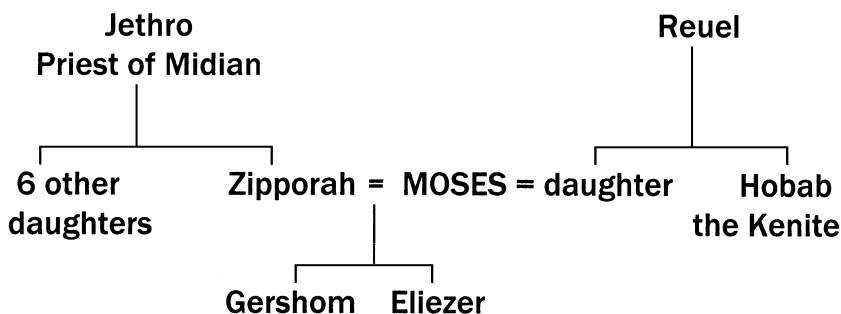 Jethro
Priest of Midian
Reuel
6 other
daughters
Zipporah = MOSES = daughter
Hobab
the Kenite
Gershom
Eliezer